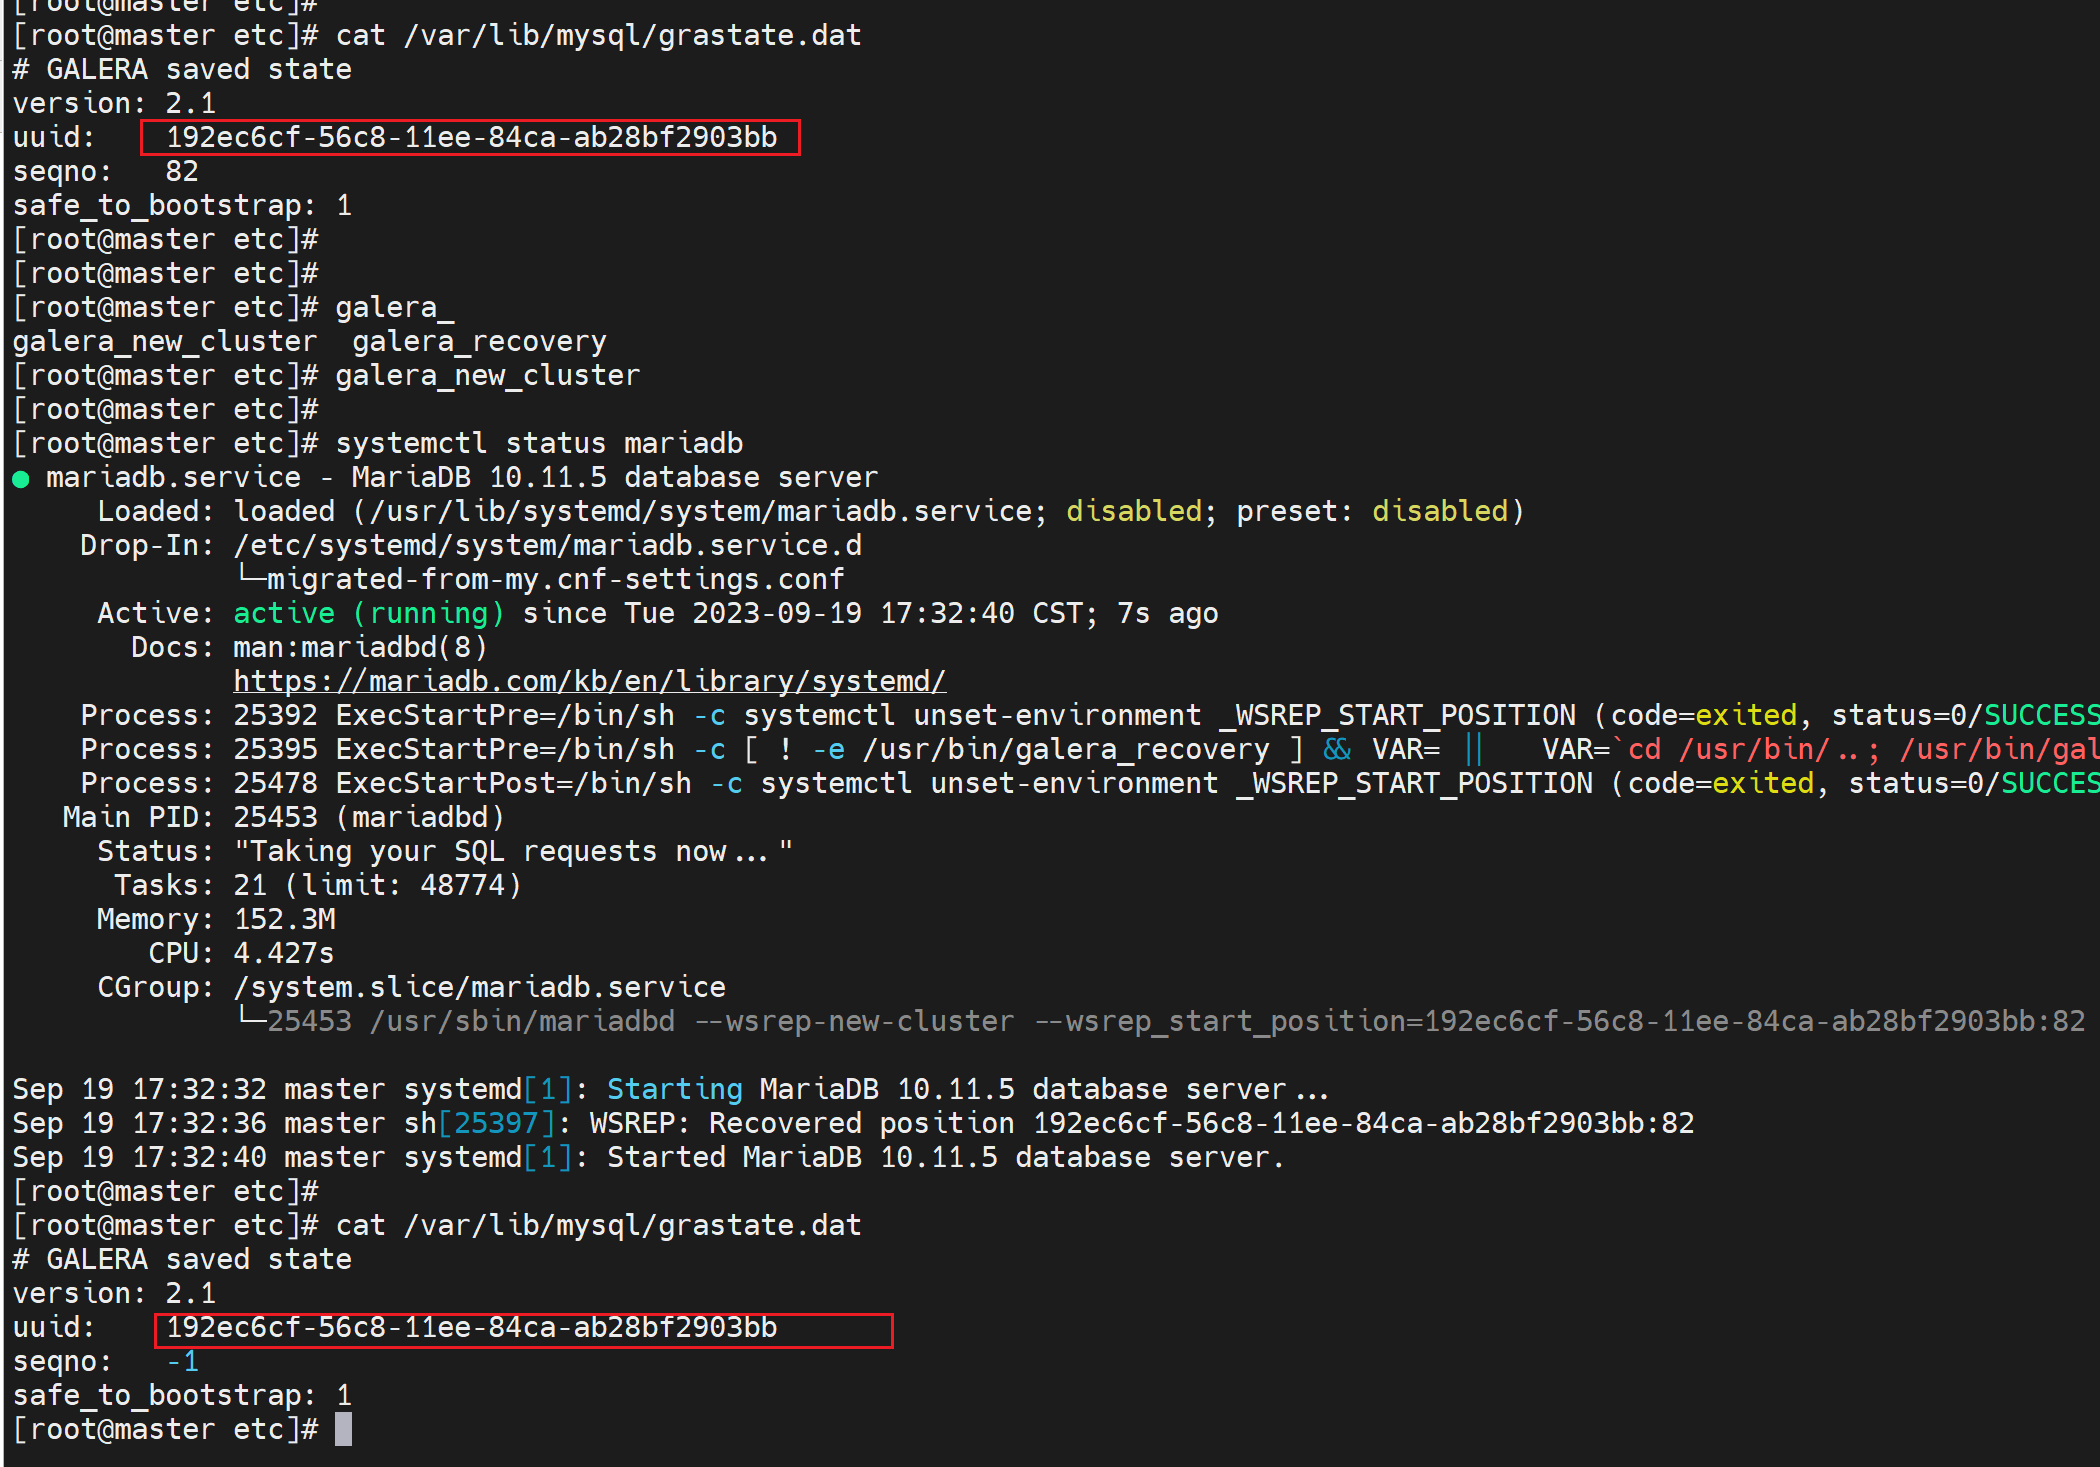 [root@master etc]#
[root@master etc]# cat /var/lib/mysql/grastate.dat
# GALERA saved state
version: 2.1
uuid:    192ec6cf-56c8-11ee-84ca-ab28bf2903bb
seqno:   82
safe_to_bootstrap: 1
[root@master etc]#
[root@master etc]#
[root@master etc]# galera_
galera_new_cluster  galera_recovery
[root@master etc]# galera_new_cluster
[root@master etc]#
[root@master etc]# systemctl status mariadb
● mariadb.service - MariaDB 10.11.5 database server
     Loaded: loaded (/usr/lib/systemd/system/mariadb.service; disabled; preset: disabled)
    Drop-In: /etc/systemd/system/mariadb.service.d
             └─migrated-from-my.cnf-settings.conf
     Active: active (running) since Tue 2023-09-19 17:32:40 CST; 7s ago
       Docs: man:mariadbd(8)
             https://mariadb.com/kb/en/library/systemd/
    Process: 25392 ExecStartPre=/bin/sh -c systemctl unset-environment _WSREP_START_POSITION (code=exited, status=0/SUCCESS
    Process: 25395 ExecStartPre=/bin/sh -c [ ! -e /usr/bin/galera_recovery ] && VAR= ||   VAR=`cd /usr/bin/..; /usr/bin/gal
    Process: 25478 ExecStartPost=/bin/sh -c systemctl unset-environment _WSREP_START_POSITION (code=exited, status=0/SUCCES
   Main PID: 25453 (mariadbd)
     Status: "Taking your SQL requests now..."
      Tasks: 21 (limit: 48774)
     Memory: 152.3M
        CPU: 4.427s
     CGroup: /system.slice/mariadb.service
             └─25453 /usr/sbin/mariadbd --wsrep-new-cluster --wsrep_start_position=192ec6cf-56c8-11ee-84ca-ab28bf2903bb:82
Sep 19 17:32:32 master systemd[1]: Starting MariaDB 10.11.5 database server...
Sep 19 17:32:36 master sh[25397]: WSREP: Recovered position 192ec6cf-56c8-11ee-84ca-ab28bf2903bb:82
Sep 19 17:32:40 master systemd[1]: Started MariaDB 10.11.5 database server.
[root@master etc]#
[root@master etc]# cat /var/lib/mysql/grastate.dat
# GALERA saved state
version: 2.1
uuid:    192ec6cf-56c8-11ee-84ca-ab28bf2903bb
seqno:   -1
safe_to_bootstrap: 1
[root@master etc]#